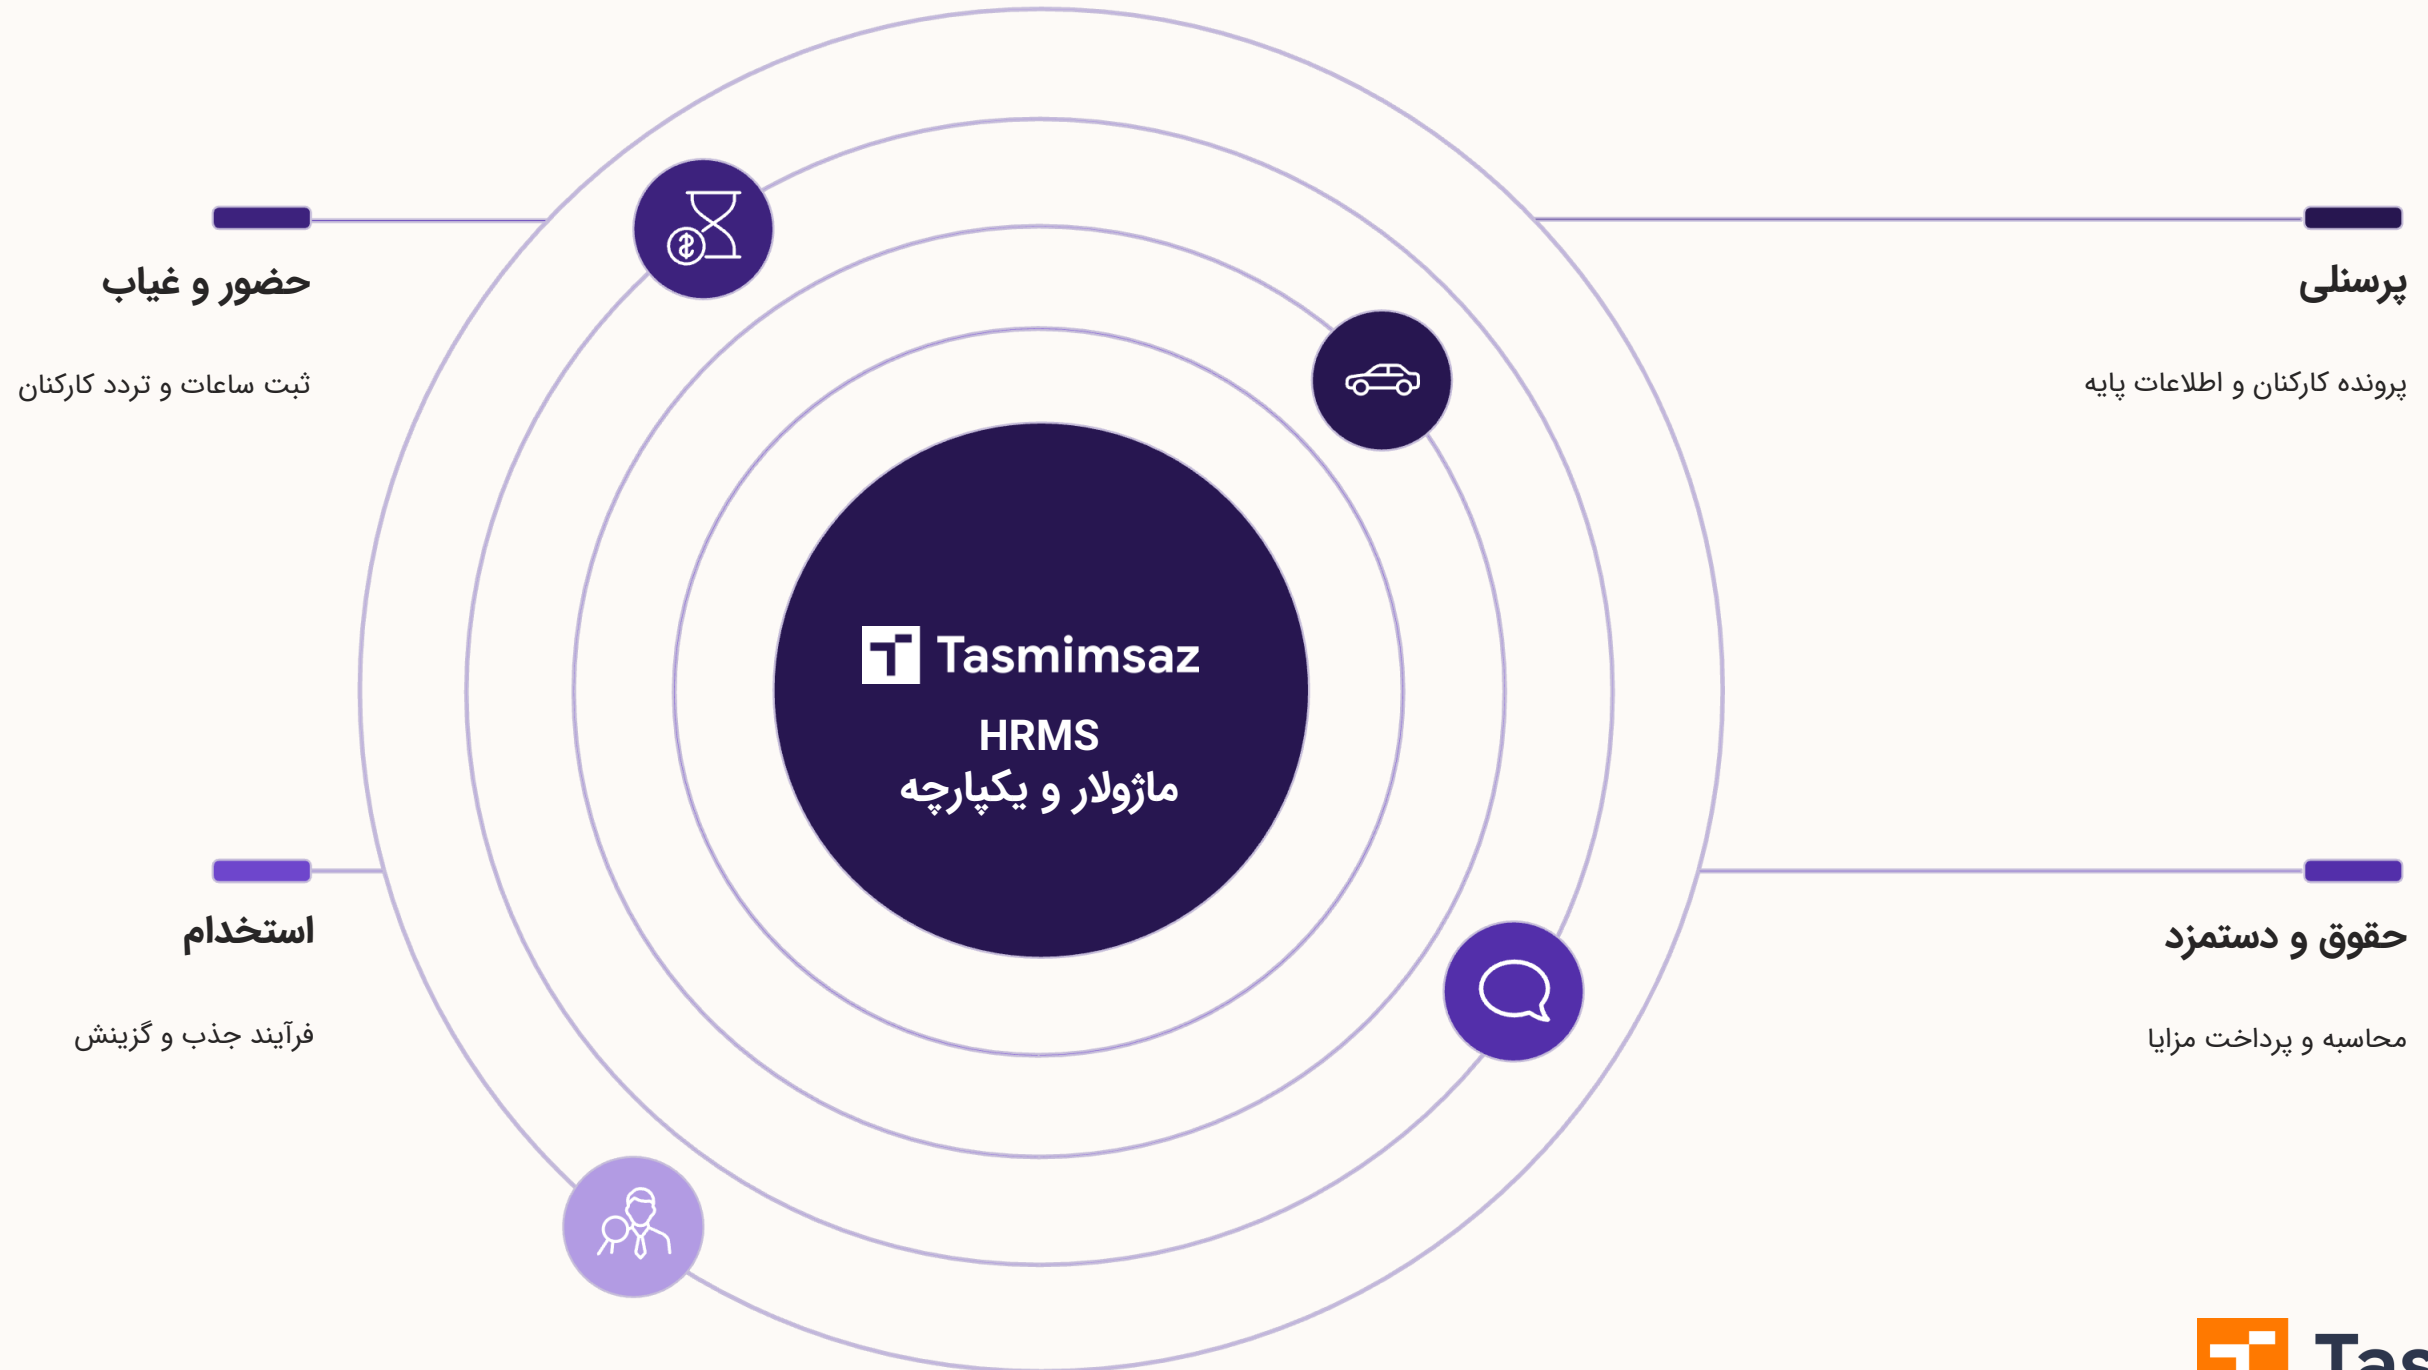 پرسنلی
پرونده کارکنان و اطلاعات پایه
حضور و غیاب
ثبت ساعات و تردد کارکنان
Tasmimsaz
HRMS
ماژولار و یکپارچه
حقوق و دستمزد
محاسبه و پرداخت مزایا
استخدام
فرآیند جذب و گزینش